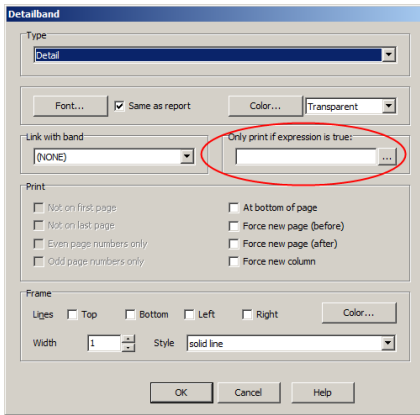 Detailband
Type
Detail
Font... Same as report Color... Transparent
Link with band Only print if expression is true:
(NONE) ...
Print
Not on first page At bottom of page
Not on last page Force new page (before)
Even page numbers only Force new page (after)
Odd page numbers only Force new column
Frame
Lines Top Bottom Left Right Color...
Width 1 Style solid line
OK Cancel Help